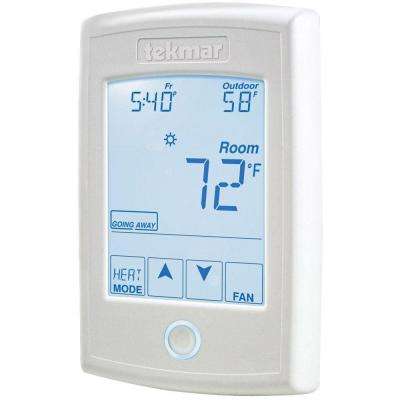 tekmar
Fr Outdoor
5:40 58°F
Room
72°F
GOING AWAY
HEAT
MODE FAN